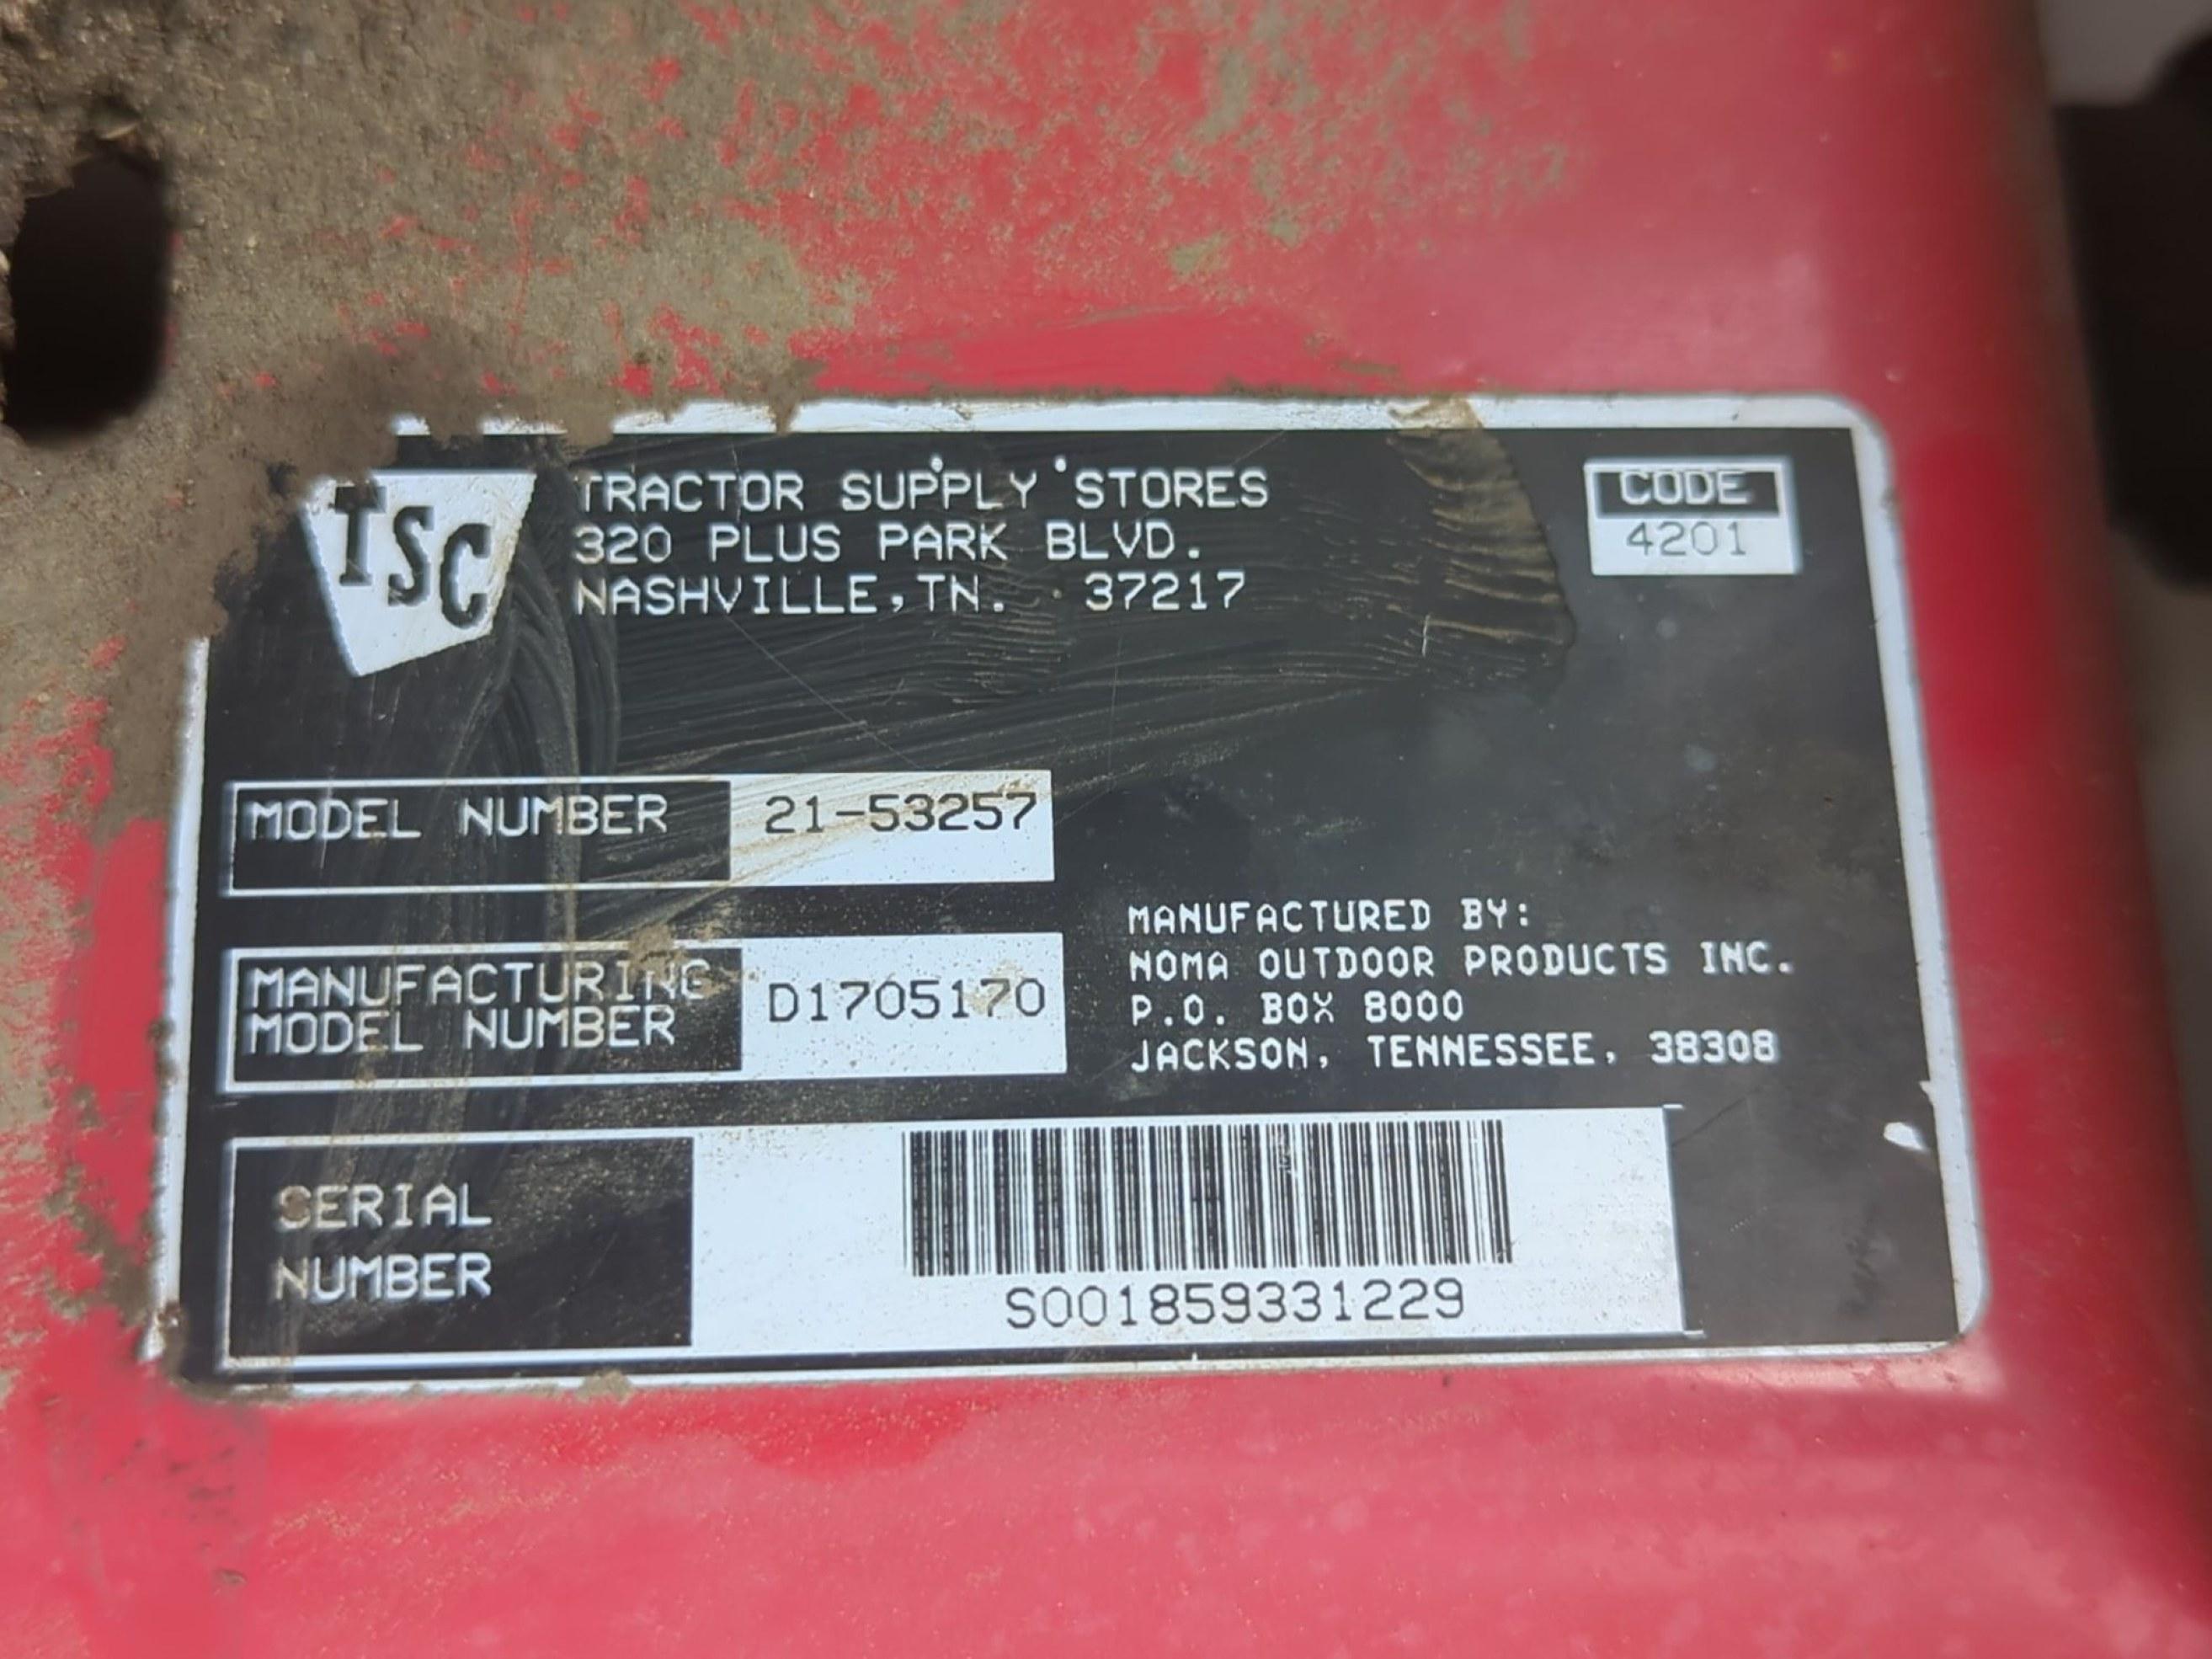 TSC
TRACTOR SUPPLY STORES
320 PLUS PARK BLVD.
NASHVILLE, TN. 37217
CODE
4201
MODEL NUMBER 21-53257
MANUFACTURING
MODEL NUMBER
D1705170
MANUFACTURED BY:
NOMA OUTDOOR PRODUCTS INC.
P.O. BOX 8000
JACKSON, TENNESSEE, 38308
SERIAL
NUMBER
S001859331229